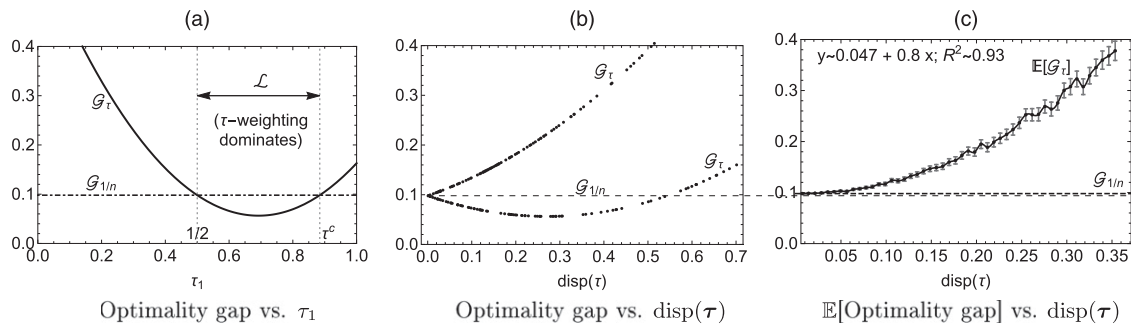 (a)
0.4
0.3
0.2
0.1
0.0
𝒢τ
ℒ
(τ−weighting
dominates)
𝒢1/n
1/2
τᶜ
0.0 0.2 0.4 0.6 0.8 1.0
τ1
Optimality gap vs. τ1
(b)
0.4
0.3
0.2
0.1
0.0
𝒢τ
𝒢τ
𝒢1/n
0.0 0.1 0.2 0.3 0.4 0.5 0.6 0.7
disp(τ)
Optimality gap vs. disp(τ)
(c)
0.4
0.3
0.2
0.1
0.0
y~0.047 + 0.8 x; R²~0.93
𝔼[𝒢τ]
𝒢1/n
0.05 0.10 0.15 0.20 0.25 0.30 0.35
disp(τ)
𝔼[Optimality gap] vs. disp(τ)